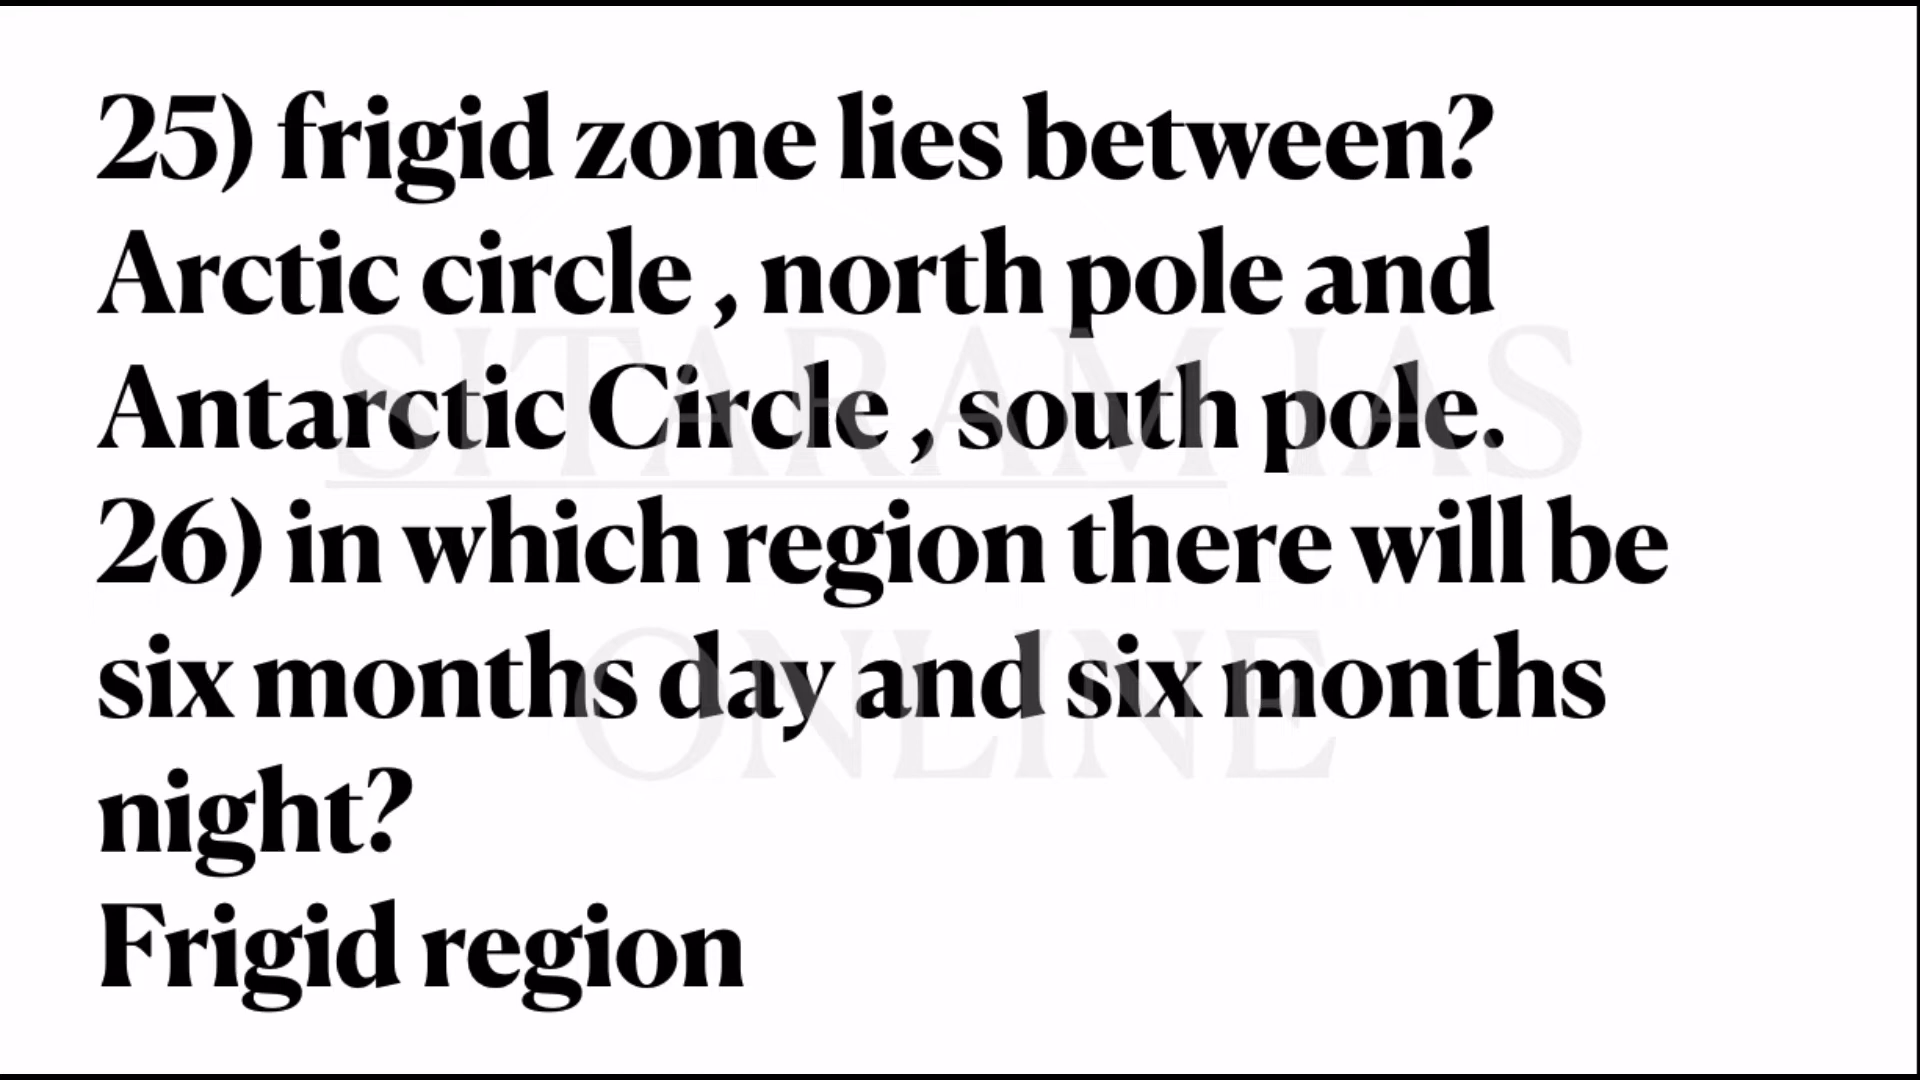 25) frigid zone lies between?
Arctic circle , north pole and
Antarctic Circle , south pole.
26) in which region there will be
six months day and six months
night?
Frigid region
SITARAM IAS
ONLINE